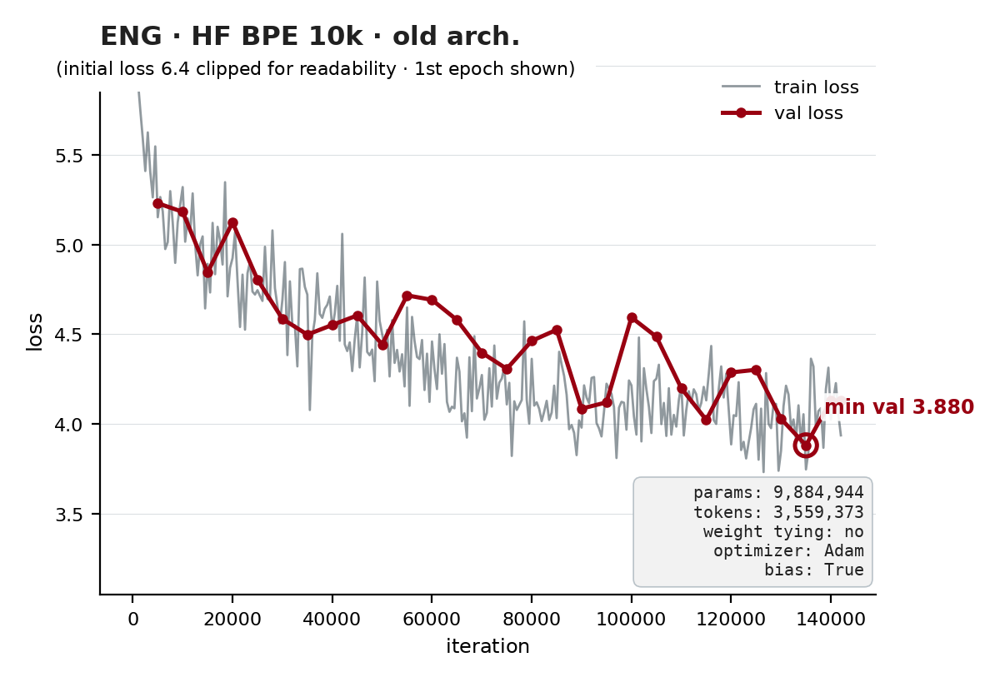 ENG · HF BPE 10k · old arch.
(initial loss 6.4 clipped for readability · 1st epoch shown)
train loss
val loss
5.5
5.0
4.5
4.0
3.5
loss
min val 3.880
params: 9,884,944
tokens: 3,559,373
weight tying: no
optimizer: Adam
bias: True
0 20000 40000 60000 80000 100000 120000 140000
iteration